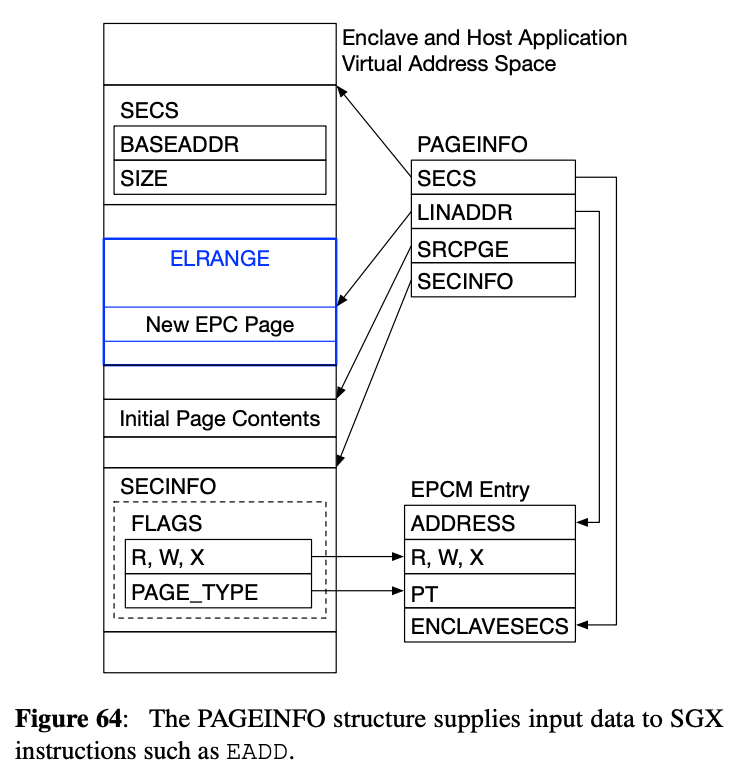 Enclave and Host Application
Virtual Address Space
SECS
BASEADDR
SIZE
ELRANGE
New EPC Page
Initial Page Contents
SECINFO
FLAGS
R, W, X
PAGE_TYPE
PAGEINFO
SECS
LINADDR
SRCPGE
SECINFO
EPCM Entry
ADDRESS
R, W, X
PT
ENCLAVESECS
Figure 64: The PAGEINFO structure supplies input data to SGX
instructions such as EADD.